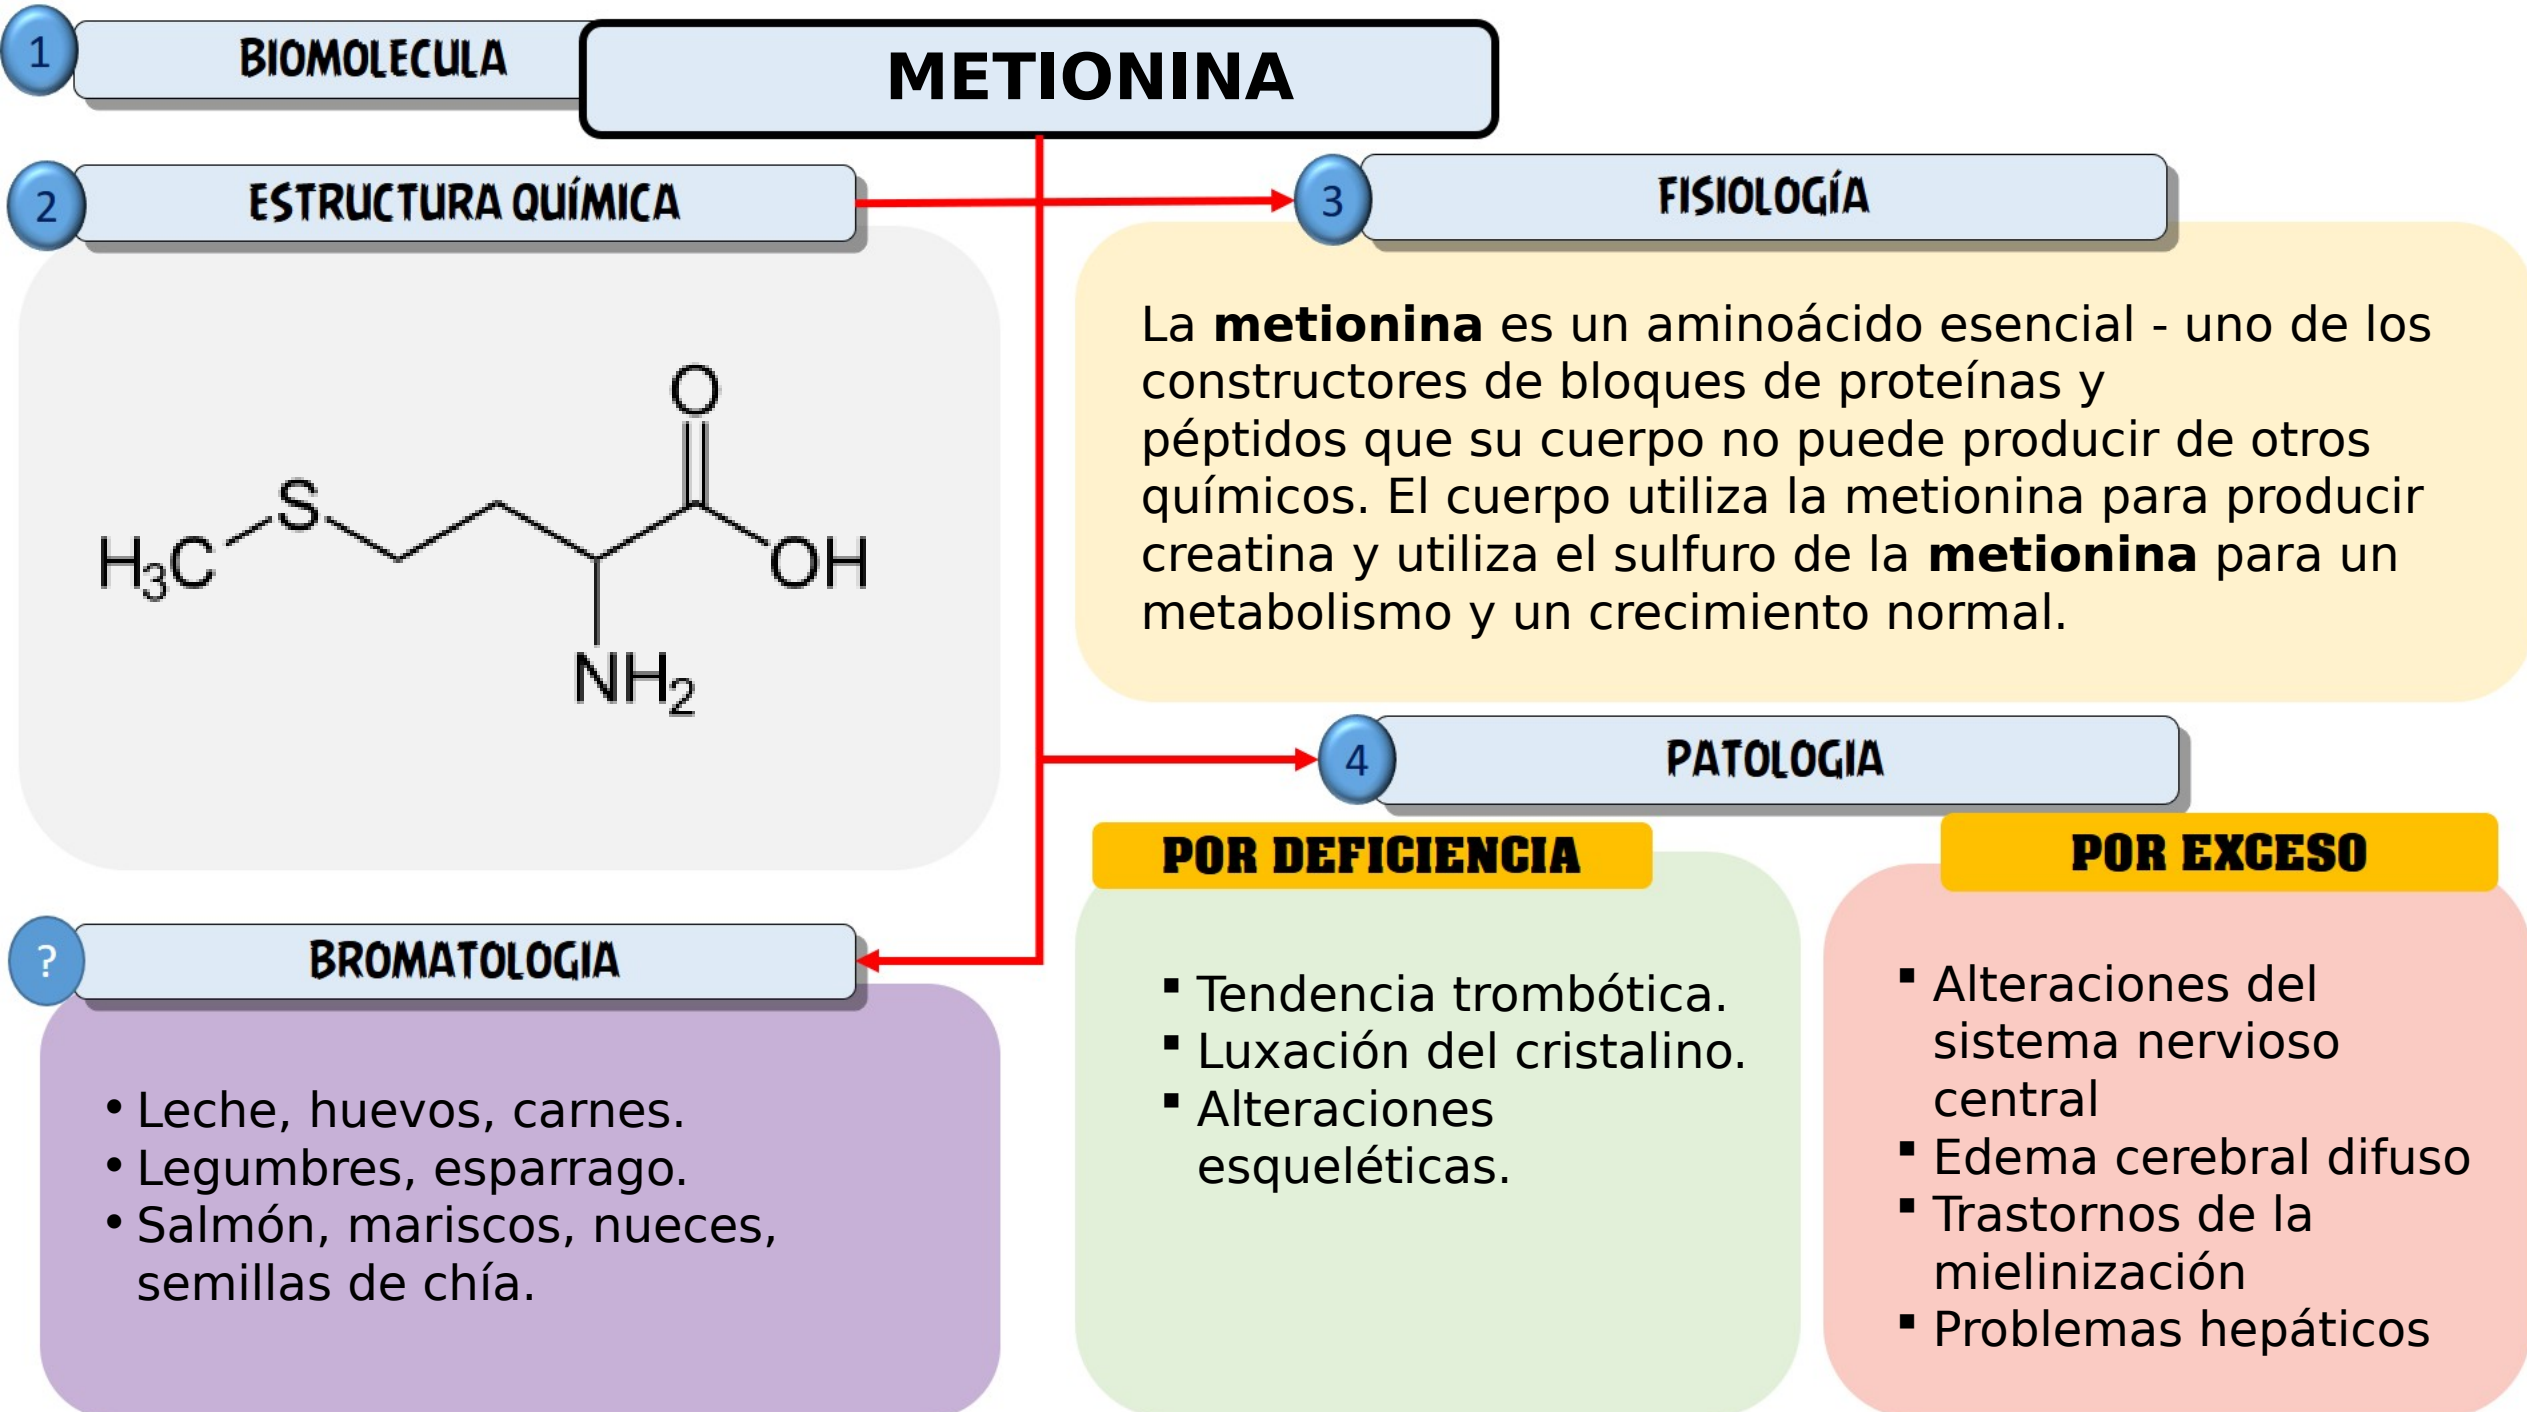 1
BIOMOLECULA
METIONINA
2
ESTRUCTURA QUÍMICA
O
S
H3C
OH
NH2
3
FISIOLOGÍA
La metionina es un aminoácido esencial - uno de los
constructores de bloques de proteínas y
péptidos que su cuerpo no puede producir de otros
químicos. El cuerpo utiliza la metionina para producir
creatina y utiliza el sulfuro de la metionina para un
metabolismo y un crecimiento normal.
4
PATOLOGIA
POR DEFICIENCIA
▪ Tendencia trombótica.
▪ Luxación del cristalino.
▪ Alteraciones
esqueléticas.
POR EXCESO
▪ Alteraciones del
sistema nervioso
central
▪ Edema cerebral difuso
▪ Trastornos de la
mielinización
▪ Problemas hepáticos
?
BROMATOLOGIA
• Leche, huevos, carnes.
• Legumbres, esparrago.
• Salmón, mariscos, nueces,
semillas de chía.